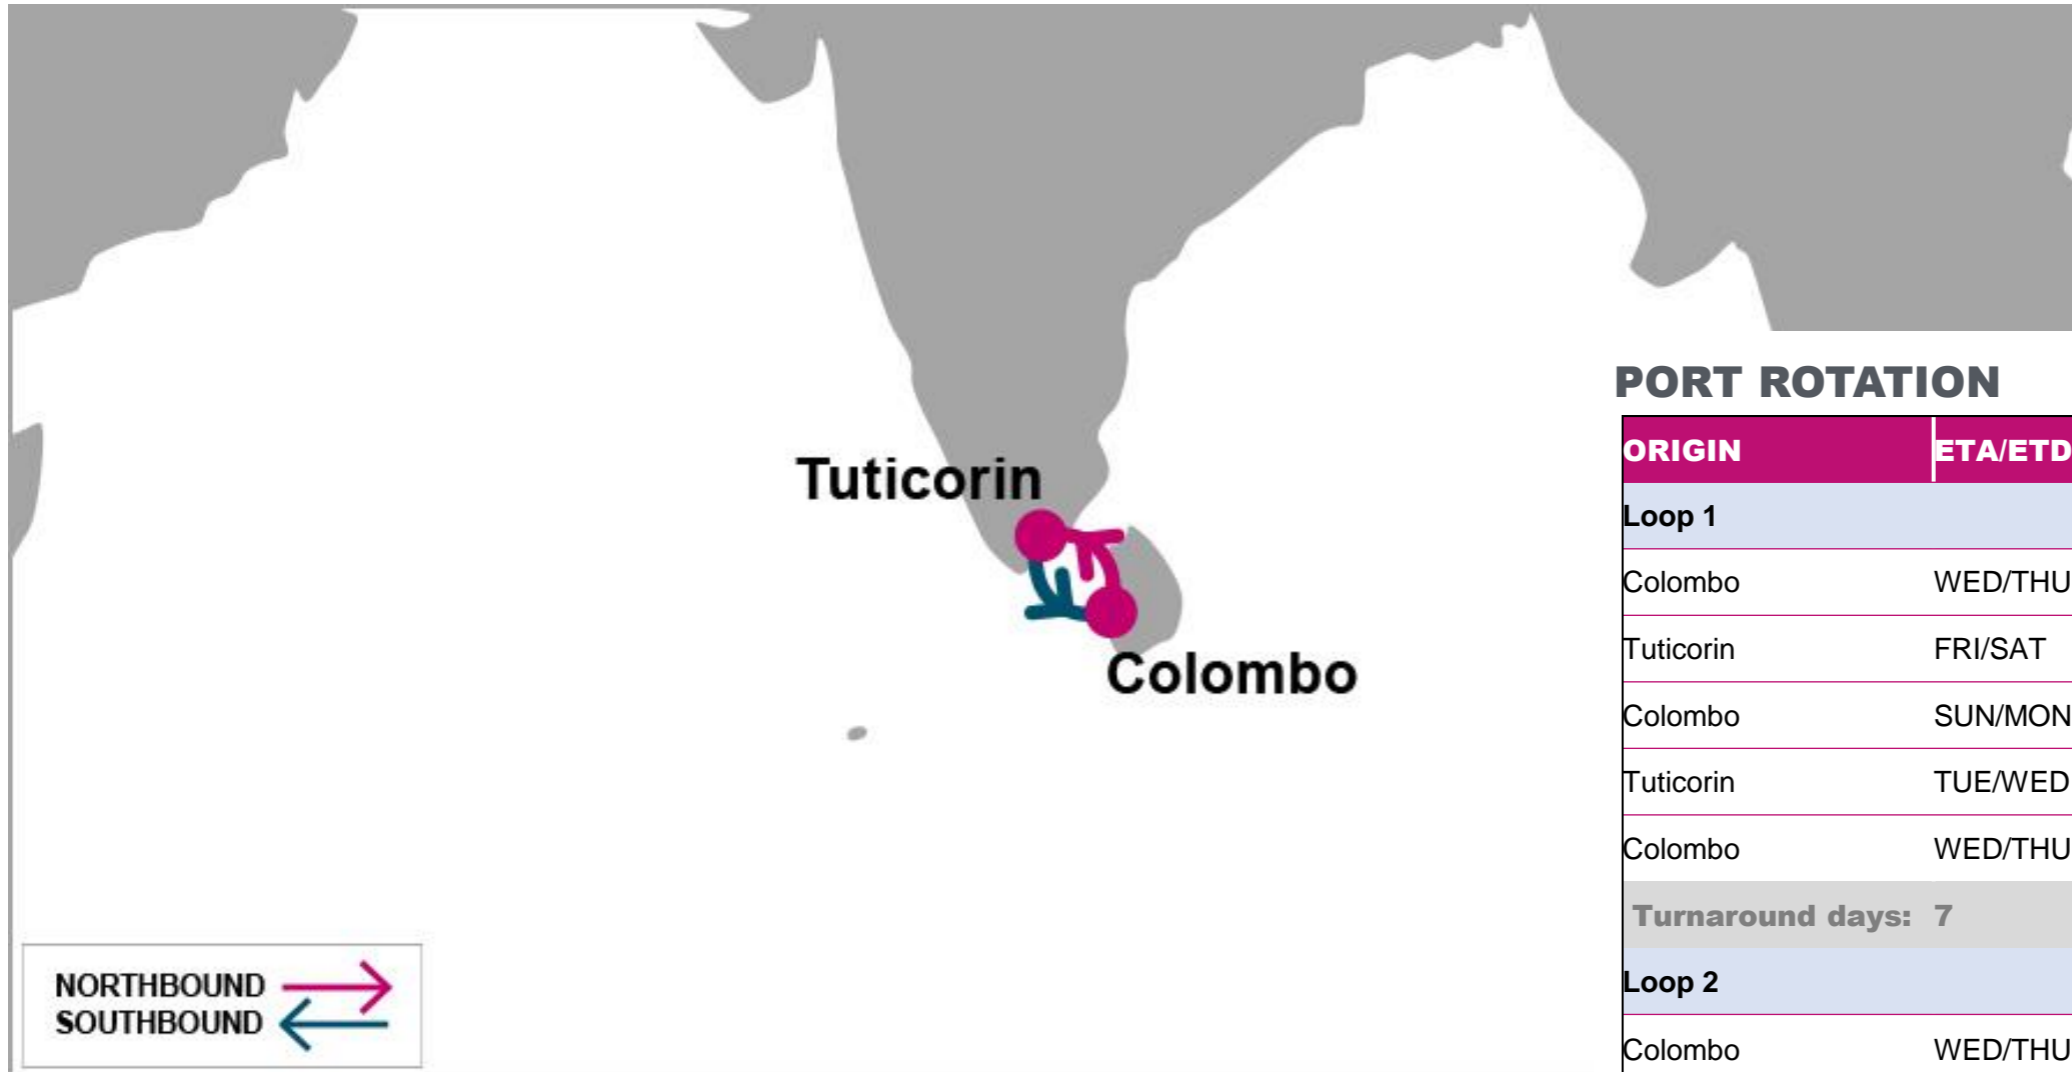 Tuticorin
Colombo
NORTHBOUND
SOUTHBOUND
PORT ROTATION
ORIGIN ETA/ETD
Loop 1
Colombo WED/THU
Tuticorin FRI/SAT
Colombo SUN/MON
Tuticorin TUE/WED
Colombo WED/THU
Turnaround days: 7
Loop 2
Colombo WED/THU